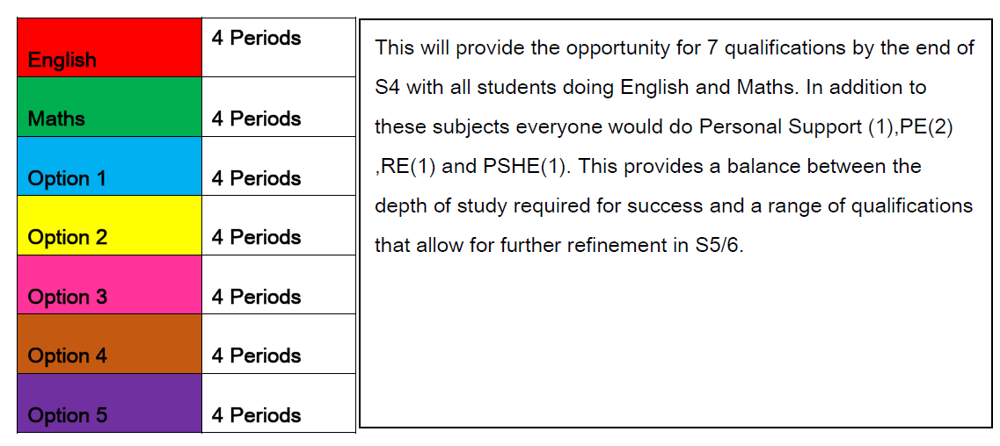 English
4 Periods
Maths
4 Periods
Option 1
4 Periods
Option 2
4 Periods
Option 3
4 Periods
Option 4
4 Periods
Option 5
4 Periods
This will provide the opportunity for 7 qualifications by the end of
S4 with all students doing English and Maths. In addition to
these subjects everyone would do Personal Support (1),PE(2)
,RE(1) and PSHE(1). This provides a balance between the
depth of study required for success and a range of qualifications
that allow for further refinement in S5/6.